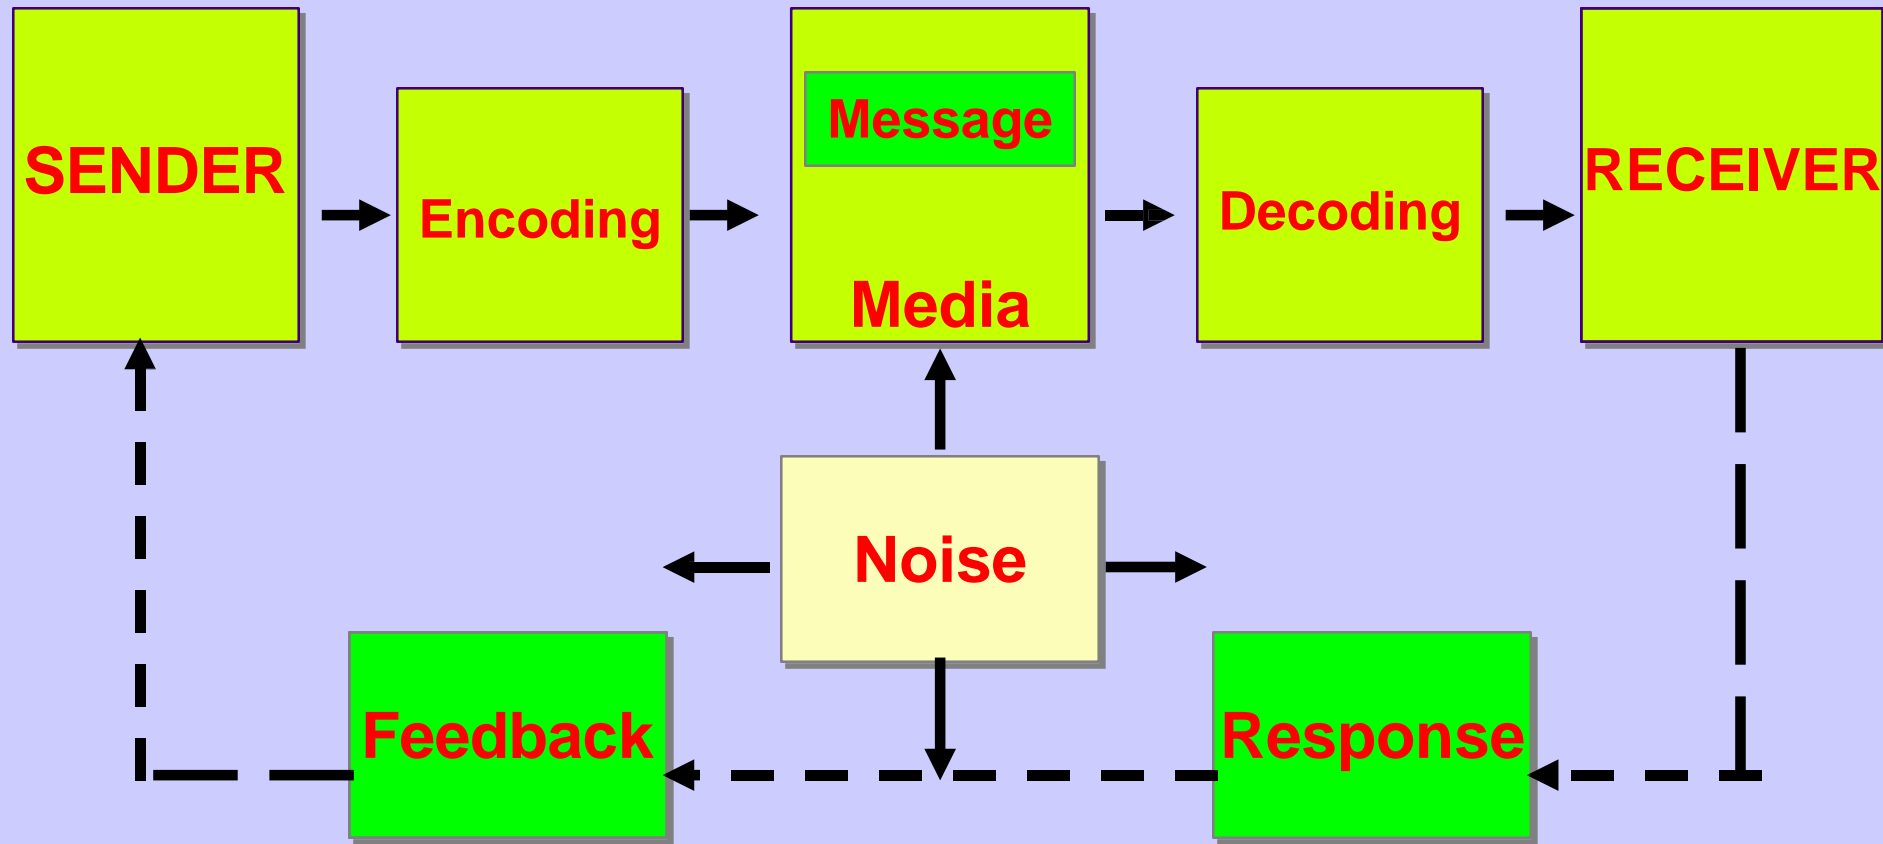 SENDER
Encoding
Message
Media
Decoding
RECEIVER
Noise
Feedback
Response